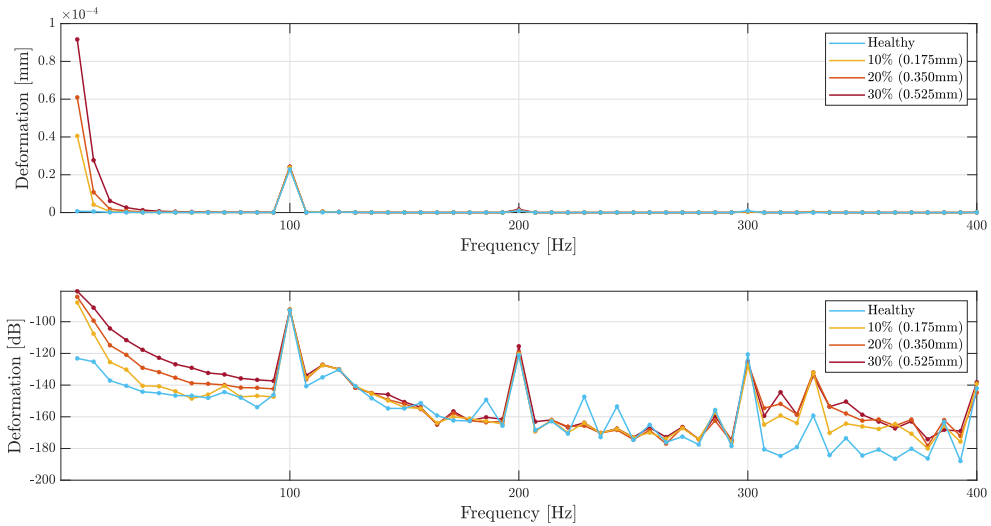 ×10⁻⁴
1
0.8
0.6
0.4
0.2
0
Deformation [mm]
Healthy
10% (0.175mm)
20% (0.350mm)
30% (0.525mm)
100
200
300
400
Frequency [Hz]
-100
-120
-140
-160
-180
-200
Deformation [dB]
Healthy
10% (0.175mm)
20% (0.350mm)
30% (0.525mm)
100
200
300
400
Frequency [Hz]